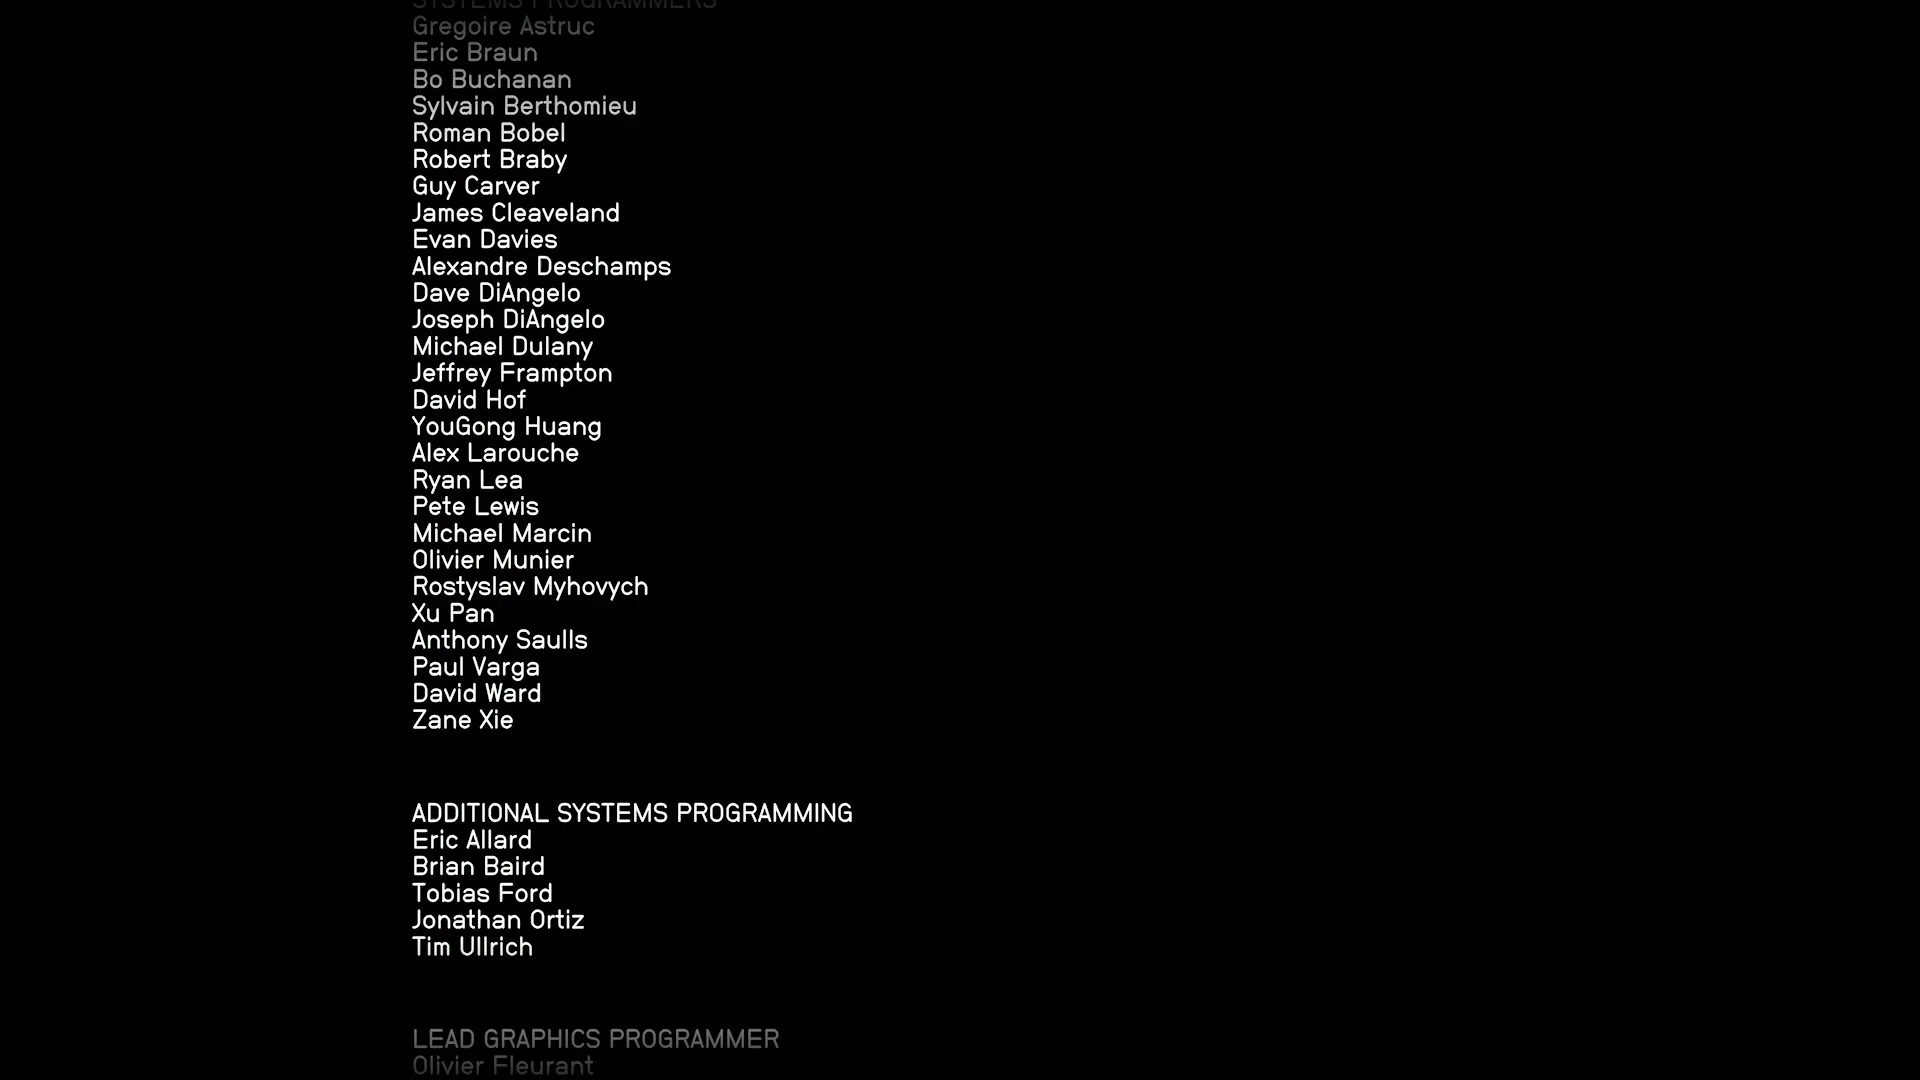 SYSTEMS PROGRAMMERS
Gregoire Astruc
Eric Braun
Bo Buchanan
Sylvain Berthomieu
Roman Bobel
Robert Braby
Guy Carver
James Cleaveland
Evan Davies
Alexandre Deschamps
Dave DiAngelo
Joseph DiAngelo
Michael Dulany
Jeffrey Frampton
David Hof
YouGong Huang
Alex Larouche
Ryan Lea
Pete Lewis
Michael Marcin
Olivier Munier
Rostyslav Myhovych
Xu Pan
Anthony Saulls
Paul Varga
David Ward
Zane Xie
ADDITIONAL SYSTEMS PROGRAMMING
Eric Allard
Brian Baird
Tobias Ford
Jonathan Ortiz
Tim Ullrich
LEAD GRAPHICS PROGRAMMER
Olivier Fleurant